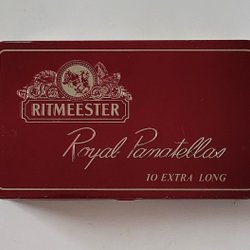 RITMEESTER
Royal Panatellas
10 EXTRA LONG